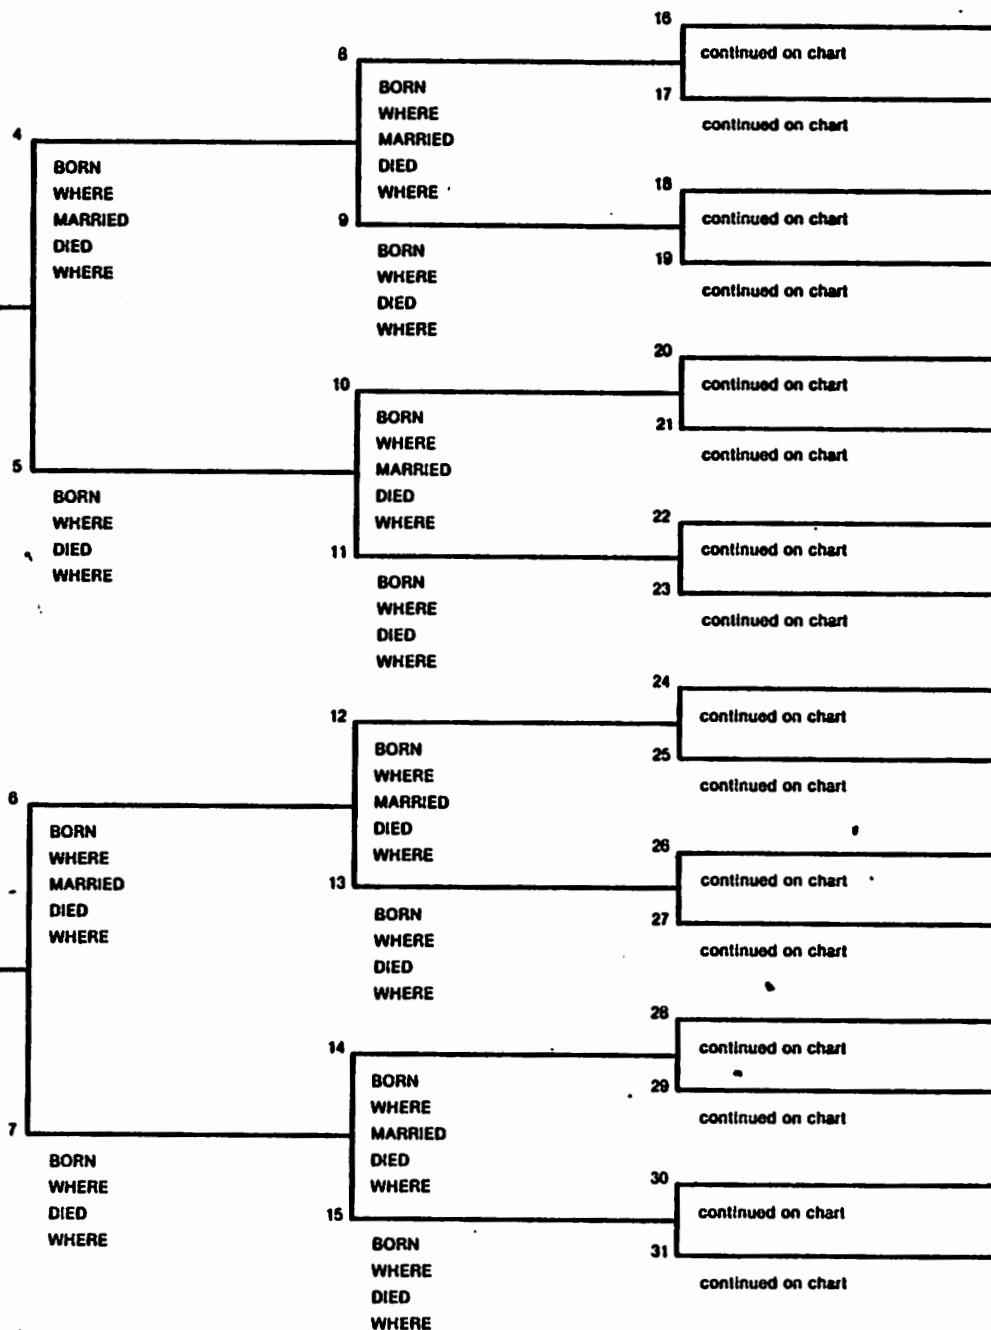 16
continued on chart
8
BORN
WHERE
17
MARRIED
continued on chart
4
DIED
BORN
WHERE
18
WHERE
continued on chart
MARRIED
9
DIED
BORN
19
WHERE
WHERE
continued on chart
DIED
WHERE
20
10
continued on chart
BORN
21
WHERE
continued on chart
5
MARRIED
BORN
DIED
WHERE
WHERE
22
DIED
11
continued on chart
WHERE
BORN
23
WHERE
continued on chart
DIED
WHERE
24
12
continued on chart
BORN
25
WHERE
continued on chart
6
MARRIED
BORN
DIED
26
WHERE
WHERE
continued on chart
MARRIED
13
DIED
BORN
27
WHERE
WHERE
continued on chart
DIED
WHERE
28
14
continued on chart
BORN
29
WHERE
continued on chart
7
MARRIED
BORN
DIED
WHERE
WHERE
30
DIED
15
continued on chart
WHERE
BORN
31
WHERE
continued on chart
DIED
WHERE